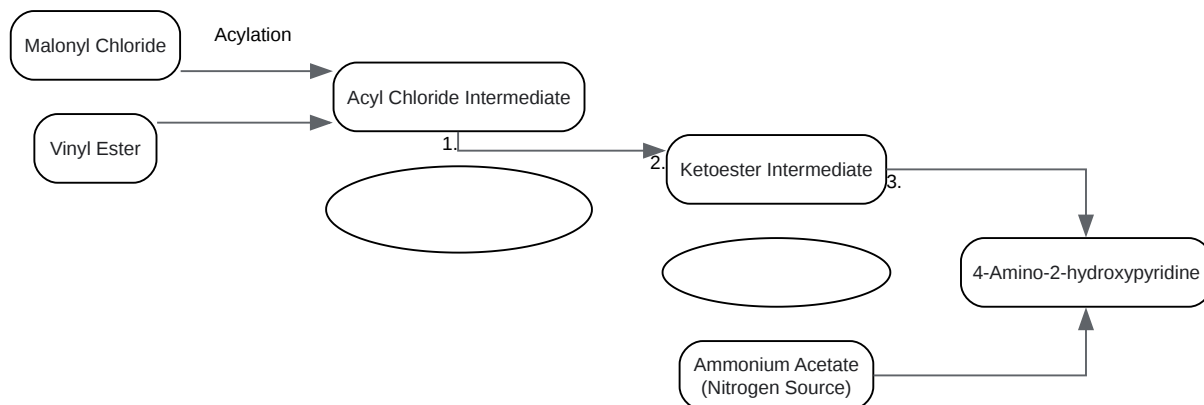 Malonyl Chloride
Acylation
Vinyl Ester
Acyl Chloride Intermediate
1.
2.
Ketoester Intermediate
3.
4-Amino-2-hydroxypyridine
Ammonium Acetate
(Nitrogen Source)